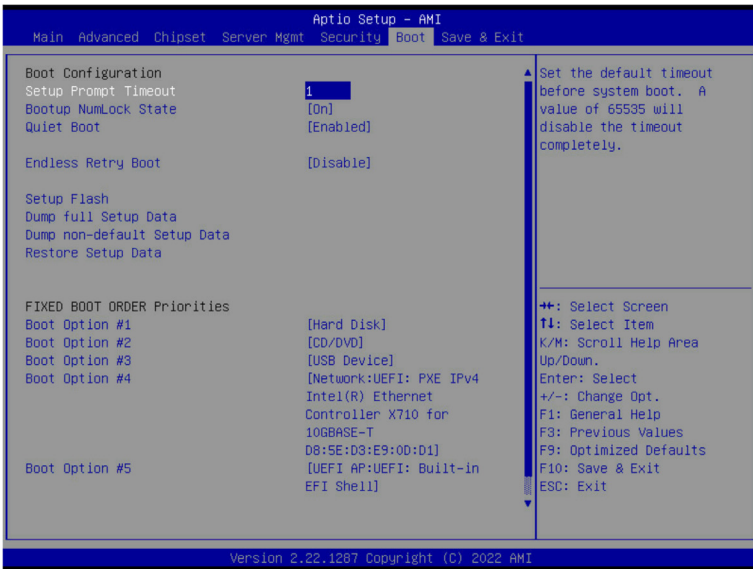 Aptio Setup – AMI
Main Advanced Chipset Server Mgmt Security Boot Save & Exit
Boot Configuration
Setup Prompt Timeout 1
Bootup NumLock State [On]
Quiet Boot [Enabled]
Endless Retry Boot [Disable]
Setup Flash
Dump full Setup Data
Dump non-default Setup Data
Restore Setup Data
FIXED BOOT ORDER Priorities
Boot Option #1 [Hard Disk]
Boot Option #2 [CD/DVD]
Boot Option #3 [USB Device]
Boot Option #4 [Network:UEFI: PXE IPv4
Intel(R) Ethernet
Controller X710 for
10GBASE-T
D8:5E:D3:E9:0D:D1]
Boot Option #5 [UEFI AP:UEFI: Built-in
EFI Shell]
Set the default timeout
before system boot. A
value of 65535 will
disable the timeout
completely.
→←: Select Screen
↑↓: Select Item
K/M: Scroll Help Area
Up/Down.
Enter: Select
+/-: Change Opt.
F1: General Help
F3: Previous Values
F9: Optimized Defaults
F10: Save & Exit
ESC: Exit
Version 2.22.1287 Copyright (C) 2022 AMI